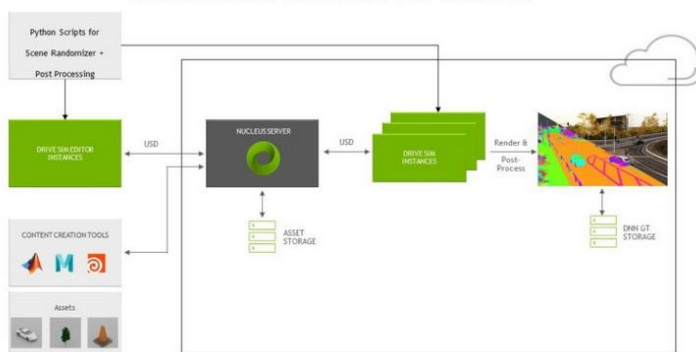 Python Scripts for
Scene Randomizer +
Post Processing
DRIVE SIM EDITOR
INSTANCES
USD
NUCLEUS SERVER
USD
DRIVE SIM
INSTANCES
Render &
Post-
Process
ASSET
STORAGE
DNN GT
STORAGE
CONTENT CREATION TOOLS
M
Assets